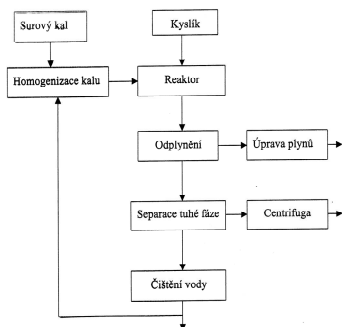 Surový kal
Kyslík
Homogenizace kalu
Reaktor
Odplynění
Úprava plynů
Separace tuhé fáze
Centrifuga
Čištění vody